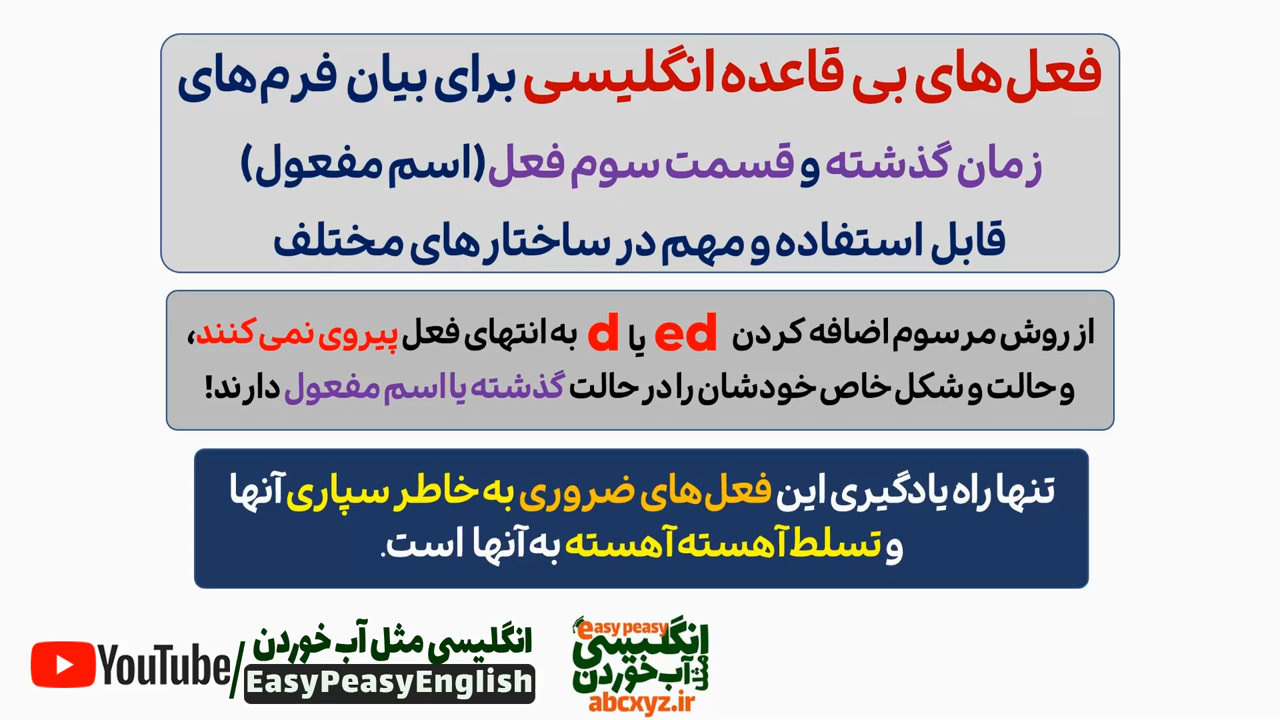 فعل‌های بی قاعده انگلیسی برای بیان فرم‌های
زمان گذشته و قسمت سوم فعل(اسم مفعول)
قابل استفاده و مهم در ساختارهای مختلف
از روش مرسوم اضافه کردن ed یا d به انتهای فعل پیروی نمی‌کنند،
و حالت و شکل خاص خودشان را در حالت گذشته یا اسم مفعول دارند!
تنها راه یادگیری این فعل‌های ضروری به خاطر سپاری آنها
و تسلط آهسته آهسته به آنها است.
YouTube/
انگلیسی مثل آب خوردن
EasyPeasyEnglish
easy peasy
انگلیسی
مثل آب خوردن
abcxyz.ir